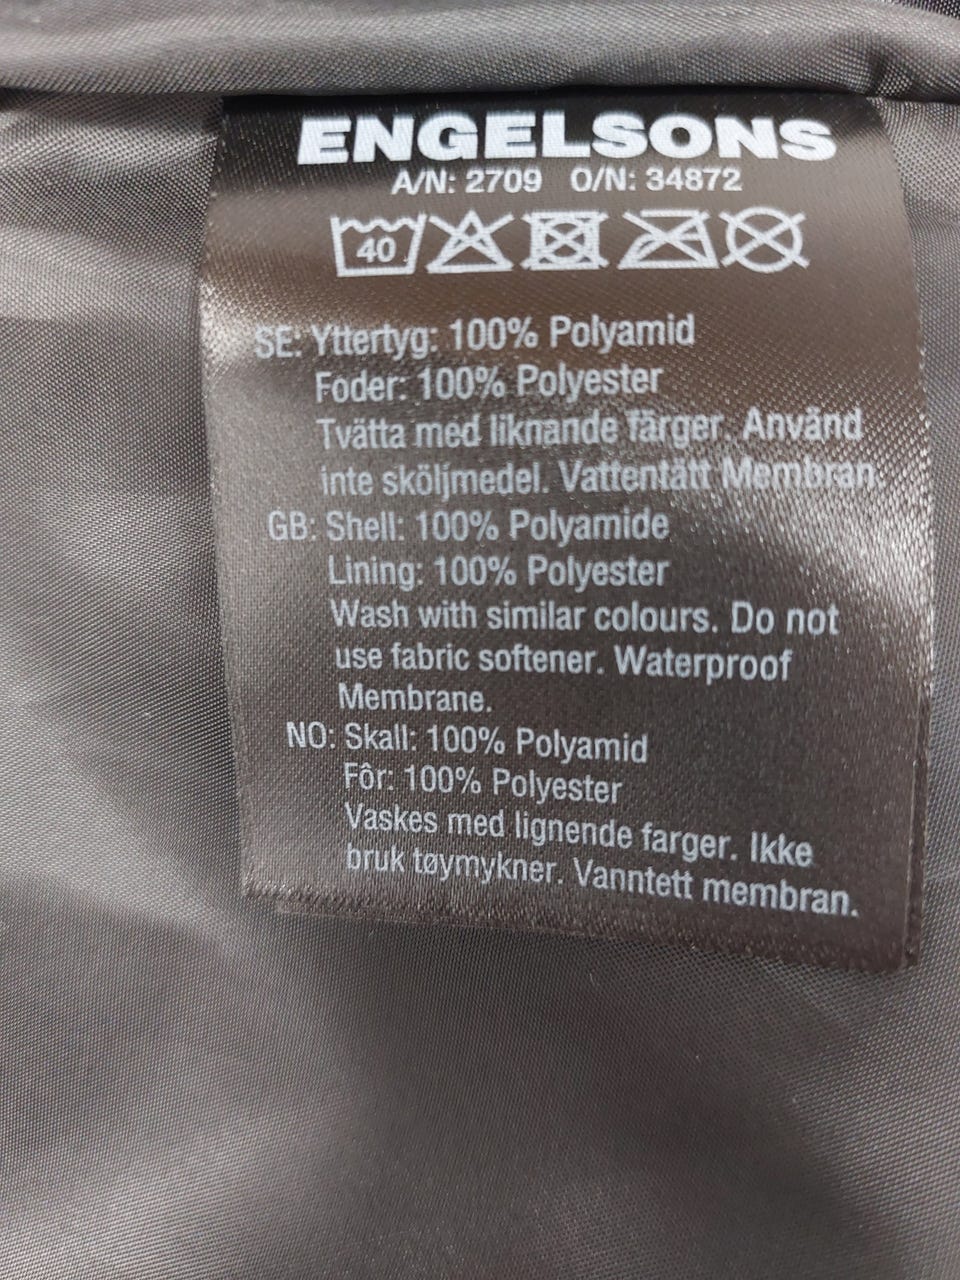 ENGELSONS
A/N: 2709 O/N: 34872
40
SE: Yttertyg: 100% Polyamid
Foder: 100% Polyester
Tvätta med liknande färger. Använd
inte sköljmedel. Vattentätt Membran.
GB: Shell: 100% Polyamide
Lining: 100% Polyester
Wash with similar colours. Do not
use fabric softener. Waterproof
Membrane.
NO: Skall: 100% Polyamid
Fôr: 100% Polyester
Vaskes med lignende farger. Ikke
bruk tøymykner. Vanntett membran.